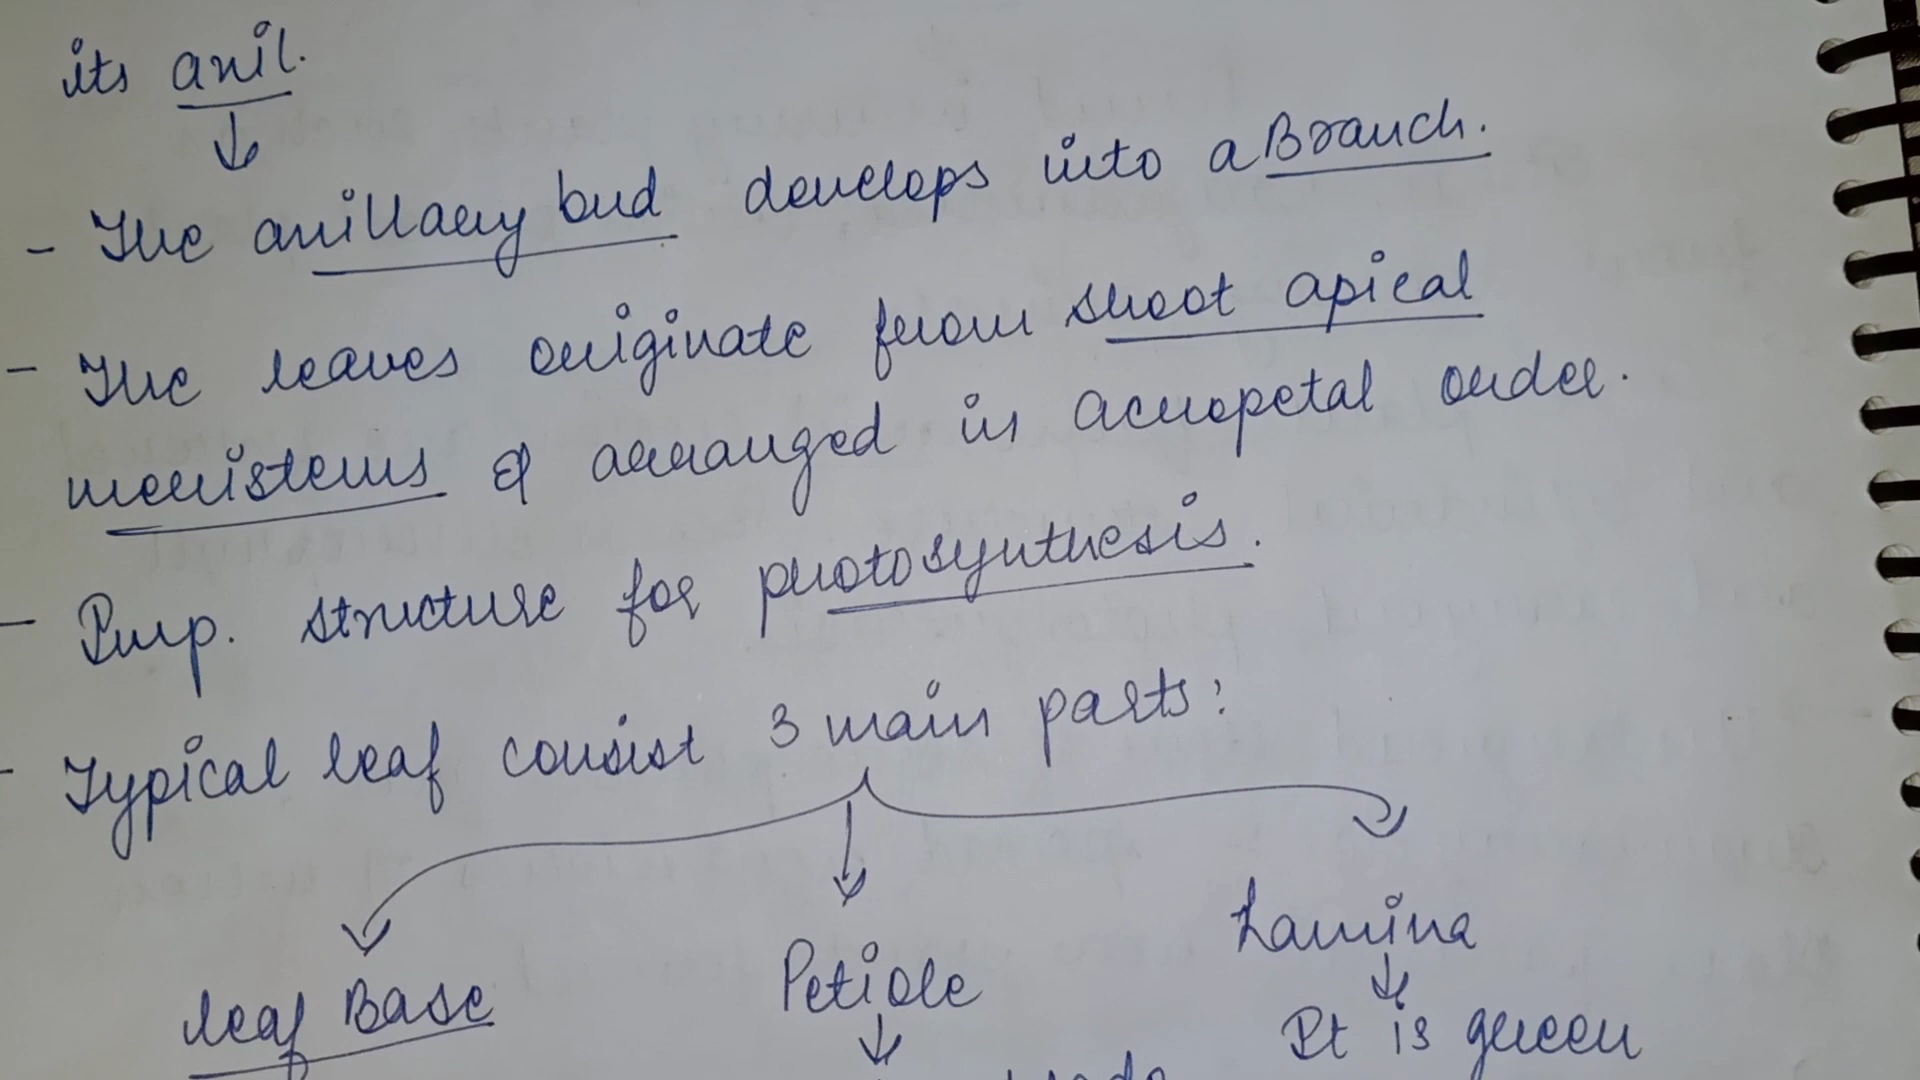 its axil.
- The axillary bud develops into a Branch.
- The leaves originate from shoot apical
meristems & arranged in acropetal order.
- Imp. structure for photosynthesis.
- Typical leaf consist 3 main parts:
Leaf Base Petiole Lamina
It is green